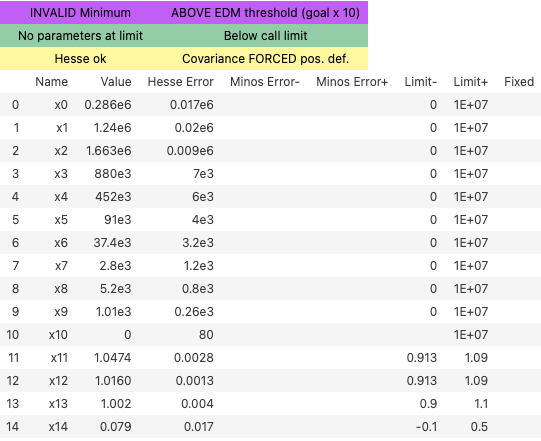 INVALID Minimum ABOVE EDM threshold (goal x 10)
No parameters at limit Below call limit
Hesse ok Covariance FORCED pos. def.
Name Value Hesse Error Minos Error- Minos Error+ Limit- Limit+ Fixed
0 x0 0.286e6 0.017e6 0 1E+07
1 x1 1.24e6 0.02e6 0 1E+07
2 x2 1.663e6 0.009e6 0 1E+07
3 x3 880e3 7e3 0 1E+07
4 x4 452e3 6e3 0 1E+07
5 x5 91e3 4e3 0 1E+07
6 x6 37.4e3 3.2e3 0 1E+07
7 x7 2.8e3 1.2e3 0 1E+07
8 x8 5.2e3 0.8e3 0 1E+07
9 x9 1.01e3 0.26e3 0 1E+07
10 x10 0 80 1E+07
11 x11 1.0474 0.0028 0.913 1.09
12 x12 1.0160 0.0013 0.913 1.09
13 x13 1.002 0.004 0.9 1.1
14 x14 0.079 0.017 -0.1 0.5